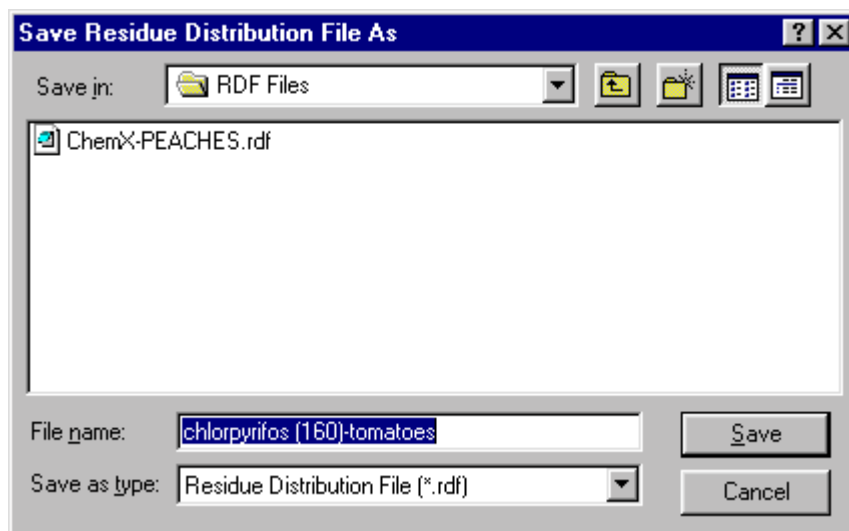 Save Residue Distribution File As
Save in: RDF Files
ChemX-PEACHES.rdf
File name: chlorpyrifos (160)-tomatoes Save
Save as type: Residue Distribution File (*.rdf) Cancel